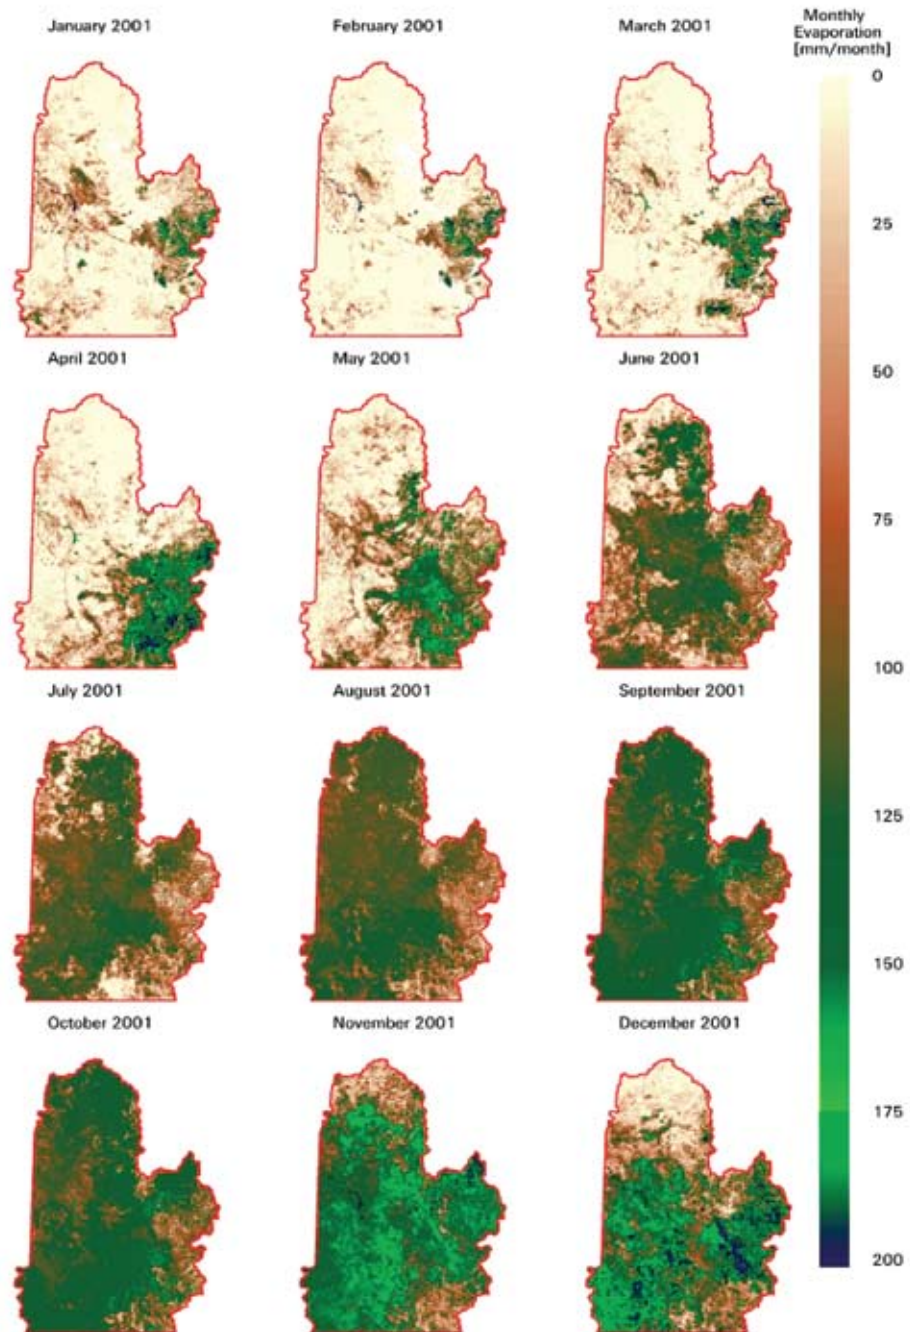 January 2001
February 2001
March 2001
Monthly
Evaporation
[mm/month]
0
25
50
75
100
125
150
175
200
April 2001
May 2001
June 2001
July 2001
August 2001
September 2001
October 2001
November 2001
December 2001